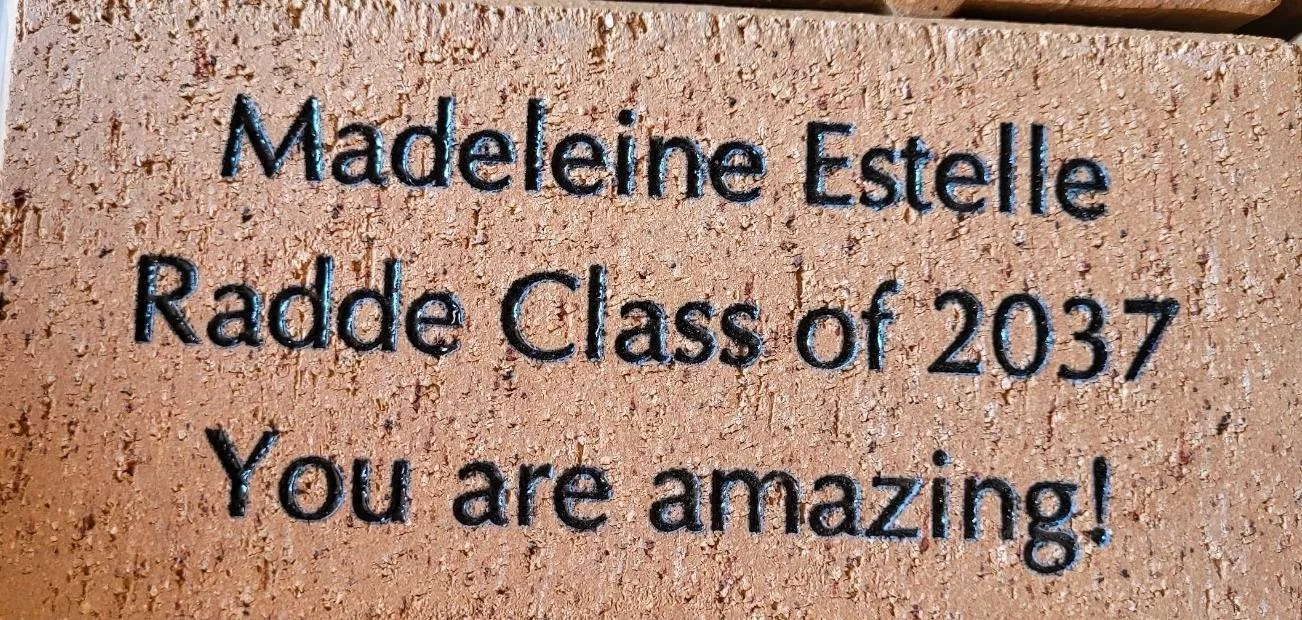 Madeleine Estelle
Radde Class of 2037
You are amazing!